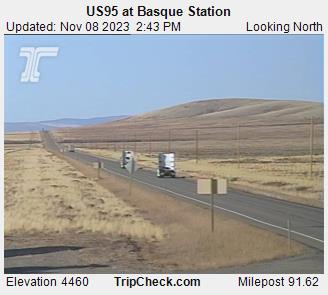 US95 at Basque Station
Updated: Nov 08 2023 2:43 PM Looking North
Elevation 4460 TripCheck.com Milepost 91.62